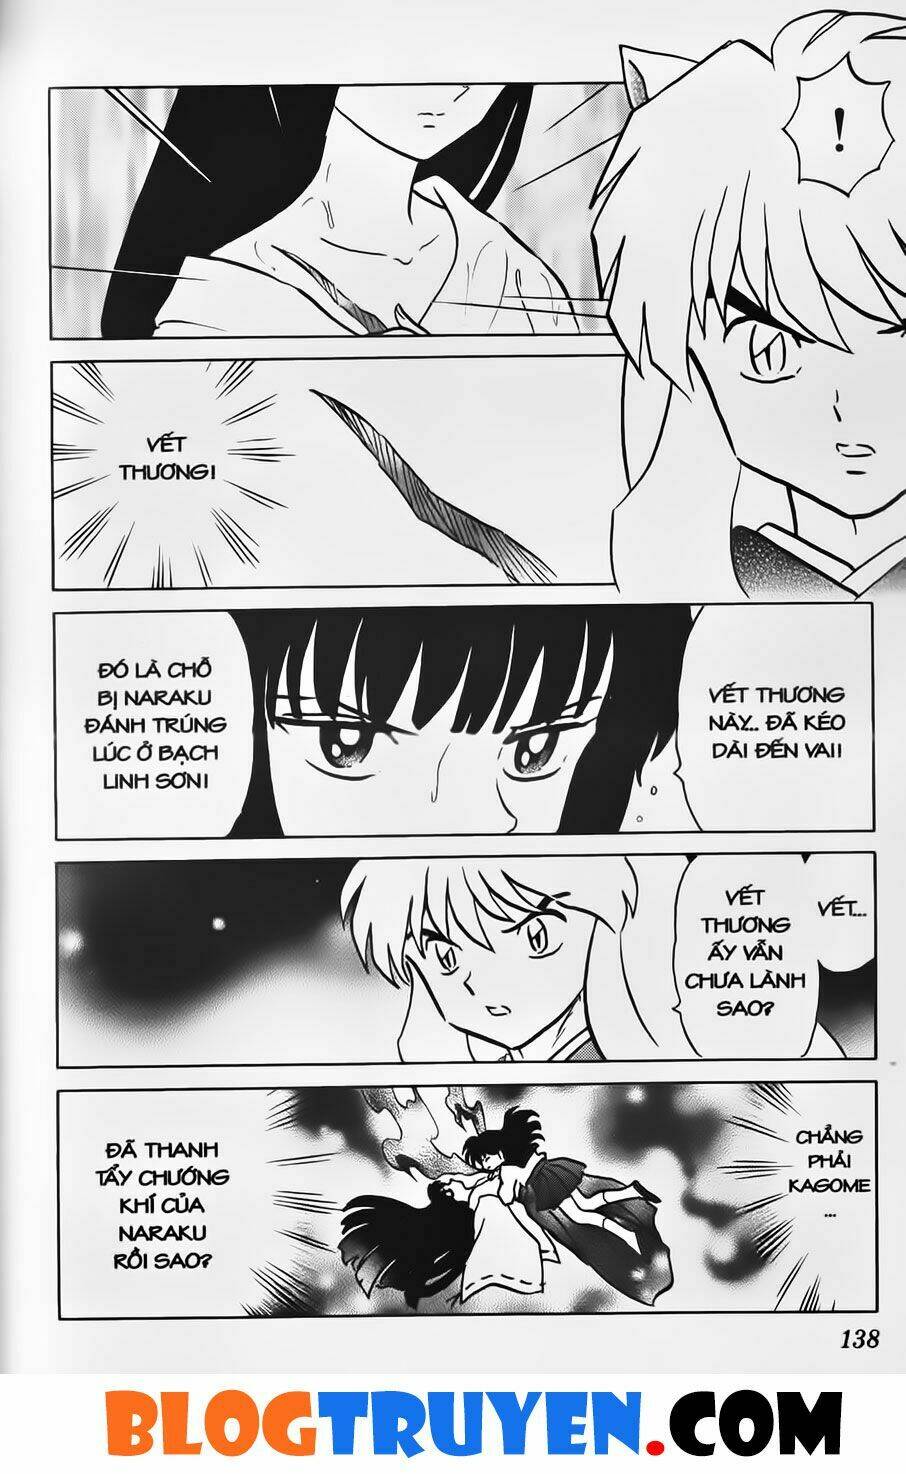 !
VẾT
THƯƠNG!
VẾT THƯƠNG
NÀY... ĐÃ KÉO
DÀI ĐẾN VAI!
ĐÓ LÀ CHỖ
BỊ NARAKU
ĐÁNH TRÚNG
LÚC Ở BẠCH
LINH SƠN!
VẾT...
VẾT
THƯƠNG
ẤY VẪN
CHƯA LÀNH
SAO?
CHẲNG
PHẢI
KAGOME
...
ĐÃ THANH
TẨY CHƯỚNG
KHÍ CỦA
NARAKU
RỒI SAO?
138
BLOGTRUYEN.COM